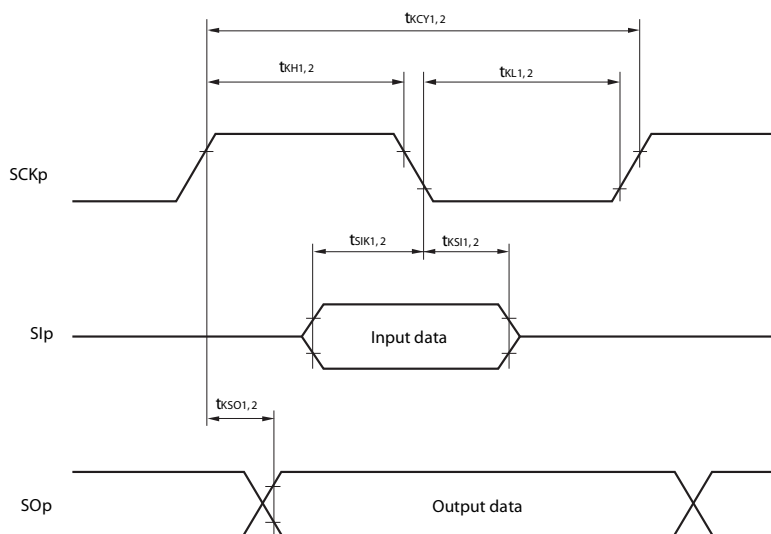 tKCY1, 2
tKH1, 2
tKL1, 2
SCKp
tSIK1, 2
tKSI1, 2
SIp
Input data
tKSO1, 2
SOp
Output data